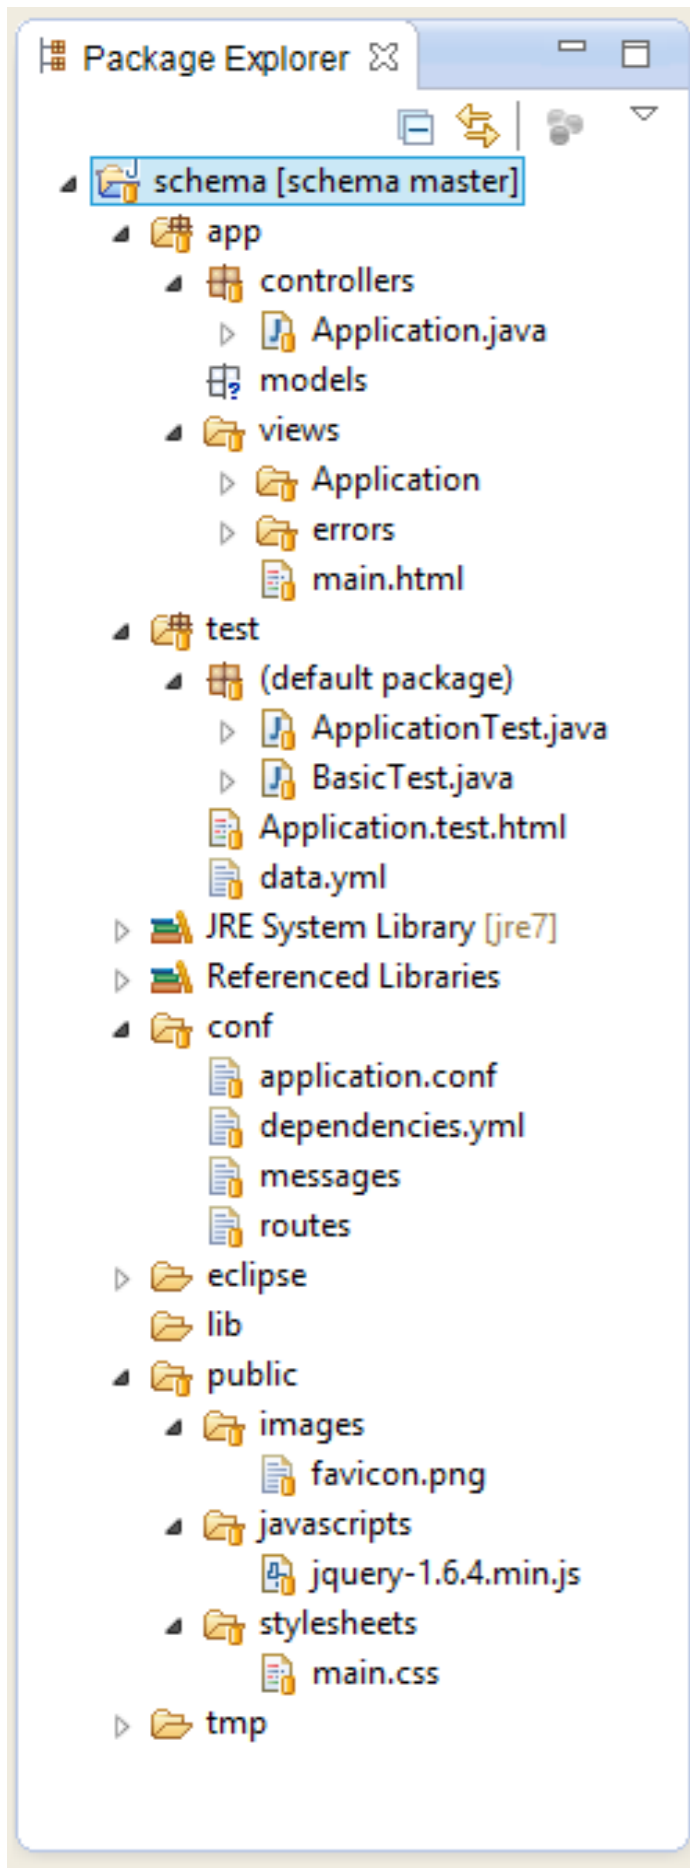 Package Explorer
schema [schema master]
app
controllers
Application.java
models
views
Application
errors
main.html
test
(default package)
ApplicationTest.java
BasicTest.java
Application.test.html
data.yml
JRE System Library [jre7]
Referenced Libraries
conf
application.conf
dependencies.yml
messages
routes
eclipse
lib
public
images
favicon.png
javascripts
jquery-1.6.4.min.js
stylesheets
main.css
tmp